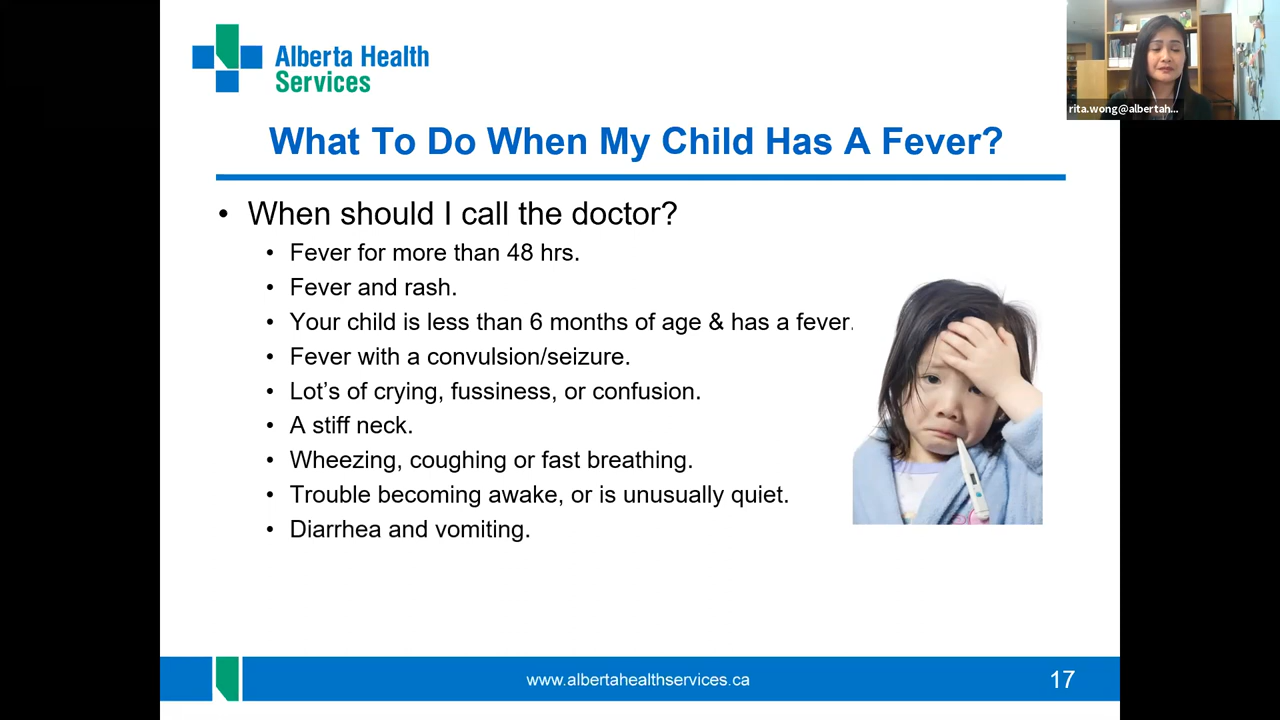 Alberta Health
Services
rita.wong@albertah...
What To Do When My Child Has A Fever?
• When should I call the doctor?
• Fever for more than 48 hrs.
• Fever and rash.
• Your child is less than 6 months of age & has a fever.
• Fever with a convulsion/seizure.
• Lot's of crying, fussiness, or confusion.
• A stiff neck.
• Wheezing, coughing or fast breathing.
• Trouble becoming awake, or is unusually quiet.
• Diarrhea and vomiting.
www.albertahealthservices.ca
17